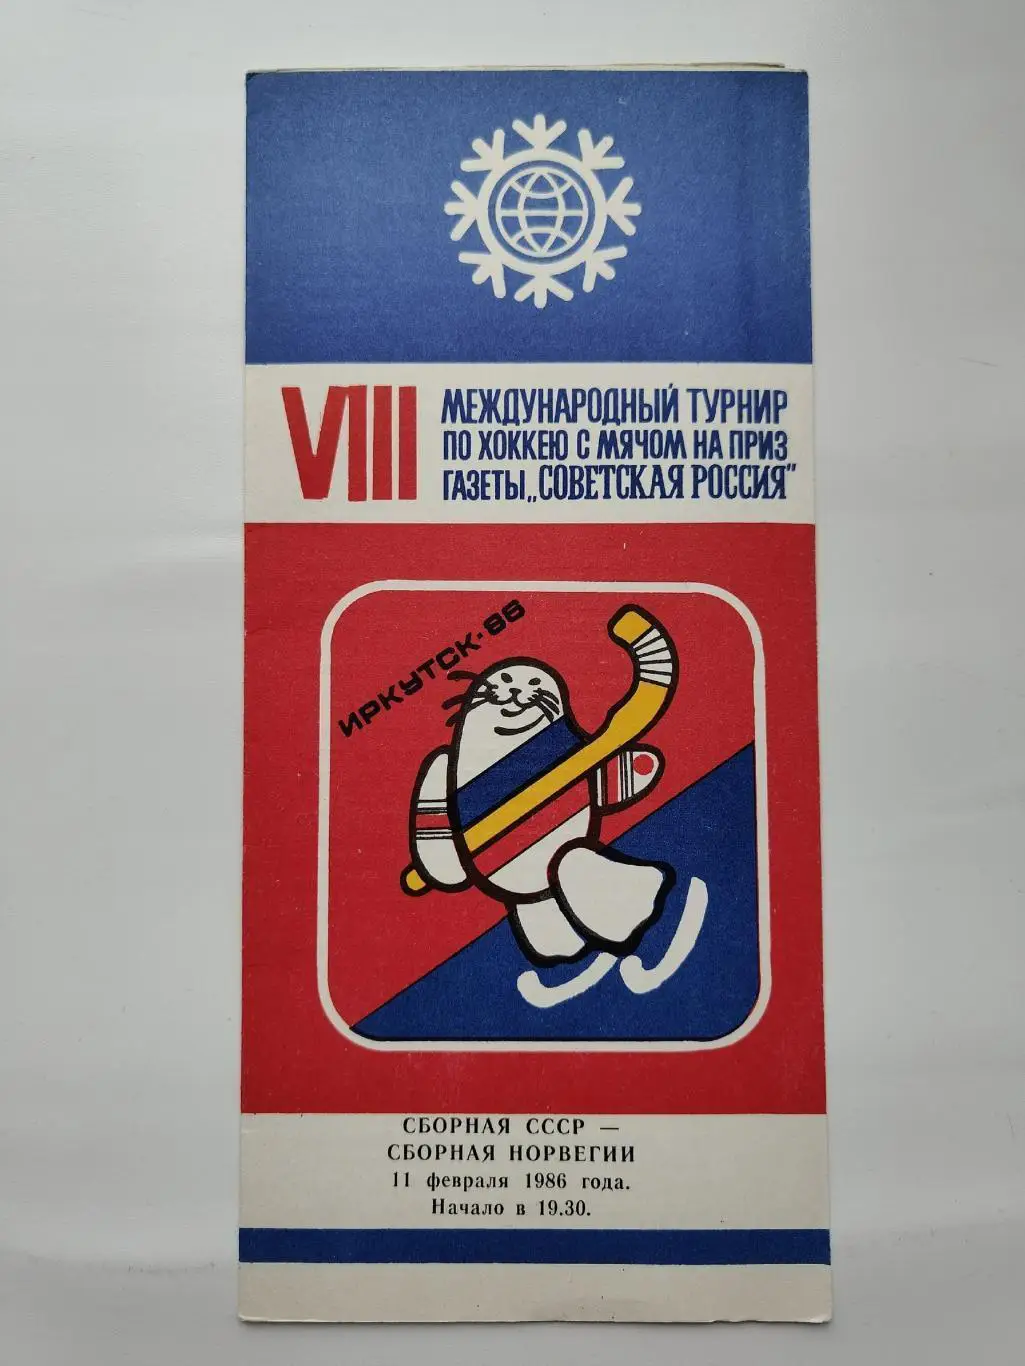 VIII
МЕЖДУНАРОДНЫЙ ТУРНИР
ПО ХОККЕЮ С МЯЧОМ НА ПРИЗ
ГАЗЕТЫ „СОВЕТСКАЯ РОССИЯ"
ИРКУТСК·86
СБОРНАЯ СССР —
СБОРНАЯ НОРВЕГИИ
11 февраля 1986 года.
Начало в 19.30.